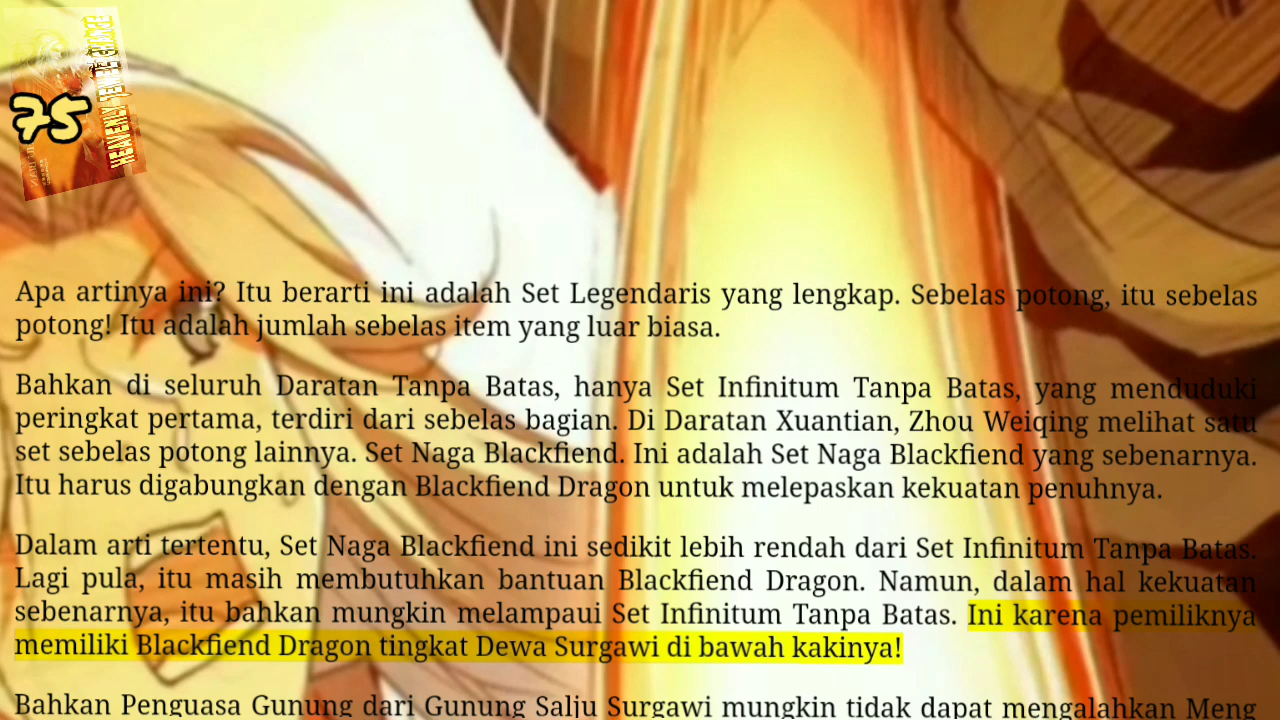 75
HEAVENLY JEWEL CHANGE
Apa artinya ini? Itu berarti ini adalah Set Legendaris yang lengkap. Sebelas potong, itu sebelas
potong! Itu adalah jumlah sebelas item yang luar biasa.
Bahkan di seluruh Daratan Tanpa Batas, hanya Set Infinitum Tanpa Batas, yang menduduki
peringkat pertama, terdiri dari sebelas bagian. Di Daratan Xuantian, Zhou Weiqing melihat satu
set sebelas potong lainnya. Set Naga Blackfiend. Ini adalah Set Naga Blackfiend yang sebenarnya.
Itu harus digabungkan dengan Blackfiend Dragon untuk melepaskan kekuatan penuhnya.
Dalam arti tertentu, Set Naga Blackfiend ini sedikit lebih rendah dari Set Infinitum Tanpa Batas.
Lagi pula, itu masih membutuhkan bantuan Blackfiend Dragon. Namun, dalam hal kekuatan
sebenarnya, itu bahkan mungkin melampaui Set Infinitum Tanpa Batas. Ini karena pemiliknya
memiliki Blackfiend Dragon tingkat Dewa Surgawi di bawah kakinya!
Bahkan Penguasa Gunung dari Gunung Salju Surgawi mungkin tidak dapat mengalahkan Meng